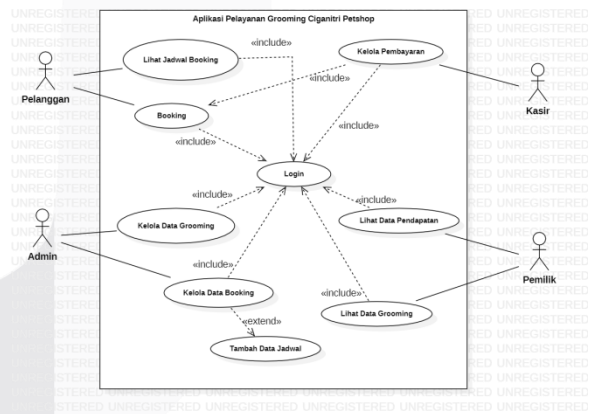 Aplikasi Pelayanan Grooming Ciganitri Petshop
«include»
Lihat Jadwal Booking
Kelola Pembayaran
«include»
Pelanggan
Booking
Kasir
«include»
«include»
Login
«include»
«include»
Kelola Data Grooming
Lihat Data Pendapatan
Admin
«include»
Pemilik
Kelola Data Booking
«include»
Lihat Data Grooming
«extend»
Tambah Data Jadwal
UNREGISTERED